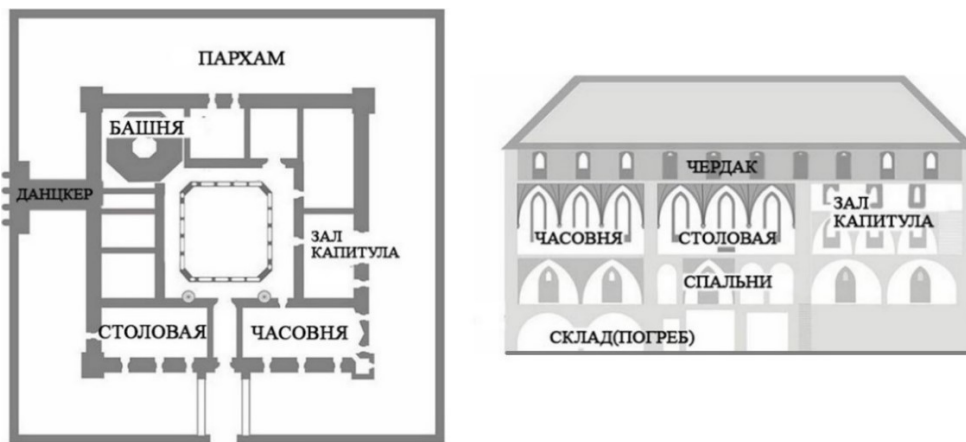 ПАРХАМ
БАШНЯ
ДАНЦКЕР
ЗАЛ
КАПИТУЛА
СТОЛОВАЯ
ЧАСОВНЯ
ЧЕРДАК
ЗАЛ
КАПИТУЛА
ЧАСОВНЯ
СТОЛОВАЯ
СПАЛЬНИ
СКЛАД(ПОГРЕБ)